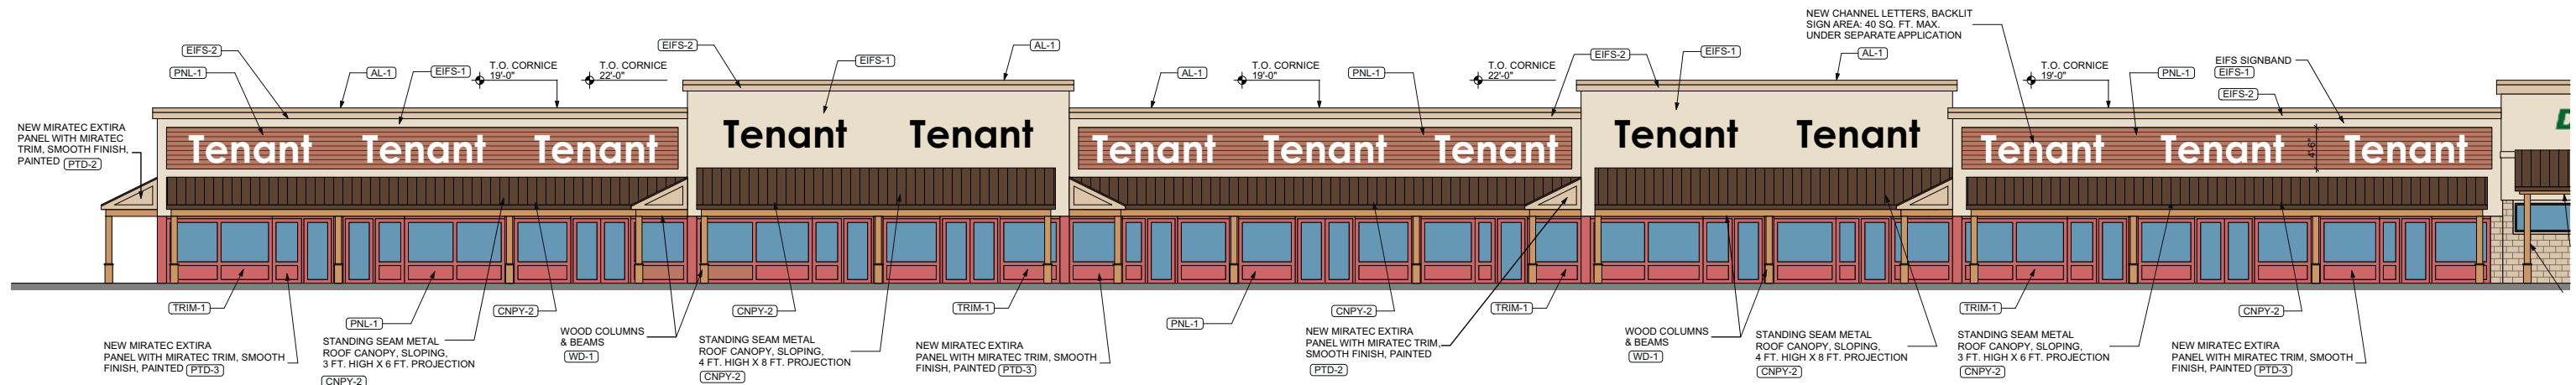 NEW CHANNEL LETTERS, BACKLIT
SIGN AREA: 40 SQ. FT. MAX.
UNDER SEPARATE APPLICATION
EIFS-2
PNL-1
AL-1
EIFS-1
T.O. CORNICE
19'-0"
T.O. CORNICE
22'-0"
EIFS-2
EIFS-1
AL-1
AL-1
T.O. CORNICE
19'-0"
PNL-1
T.O. CORNICE
22'-0"
EIFS-2
EIFS-1
AL-1
T.O. CORNICE
19'-0"
PNL-1
EIFS SIGNBAND
EIFS-1
EIFS-2
NEW MIRATEC EXTIRA
PANEL WITH MIRATEC
TRIM, SMOOTH FINISH,
PAINTED PTD-2
Tenant Tenant Tenant
Tenant Tenant
Tenant Tenant Tenant
Tenant Tenant
Tenant Tenant Tenant
4'-6"
TRIM-1
PNL-1
CNPY-2
CNPY-2
TRIM-1
PNL-1
CNPY-2
TRIM-1
TRIM-1
CNPY-2
NEW MIRATEC EXTIRA
PANEL WITH MIRATEC TRIM, SMOOTH
FINISH, PAINTED PTD-3
STANDING SEAM METAL
ROOF CANOPY, SLOPING,
3 FT. HIGH X 6 FT. PROJECTION
CNPY-2
WOOD COLUMNS
& BEAMS
WD-1
STANDING SEAM METAL
ROOF CANOPY, SLOPING,
4 FT. HIGH X 8 FT. PROJECTION
CNPY-2
NEW MIRATEC EXTIRA
PANEL WITH MIRATEC TRIM, SMOOTH
FINISH, PAINTED PTD-3
NEW MIRATEC EXTIRA
PANEL WITH MIRATEC TRIM,
SMOOTH FINISH, PAINTED
PTD-2
WOOD COLUMNS
& BEAMS
WD-1
STANDING SEAM METAL
ROOF CANOPY, SLOPING,
4 FT. HIGH X 8 FT. PROJECTION
CNPY-2
STANDING SEAM METAL
ROOF CANOPY, SLOPING,
3 FT. HIGH X 6 FT. PROJECTION
CNPY-2
NEW MIRATEC EXTIRA
PANEL WITH MIRATEC TRIM, SMOOTH
FINISH, PAINTED PTD-3